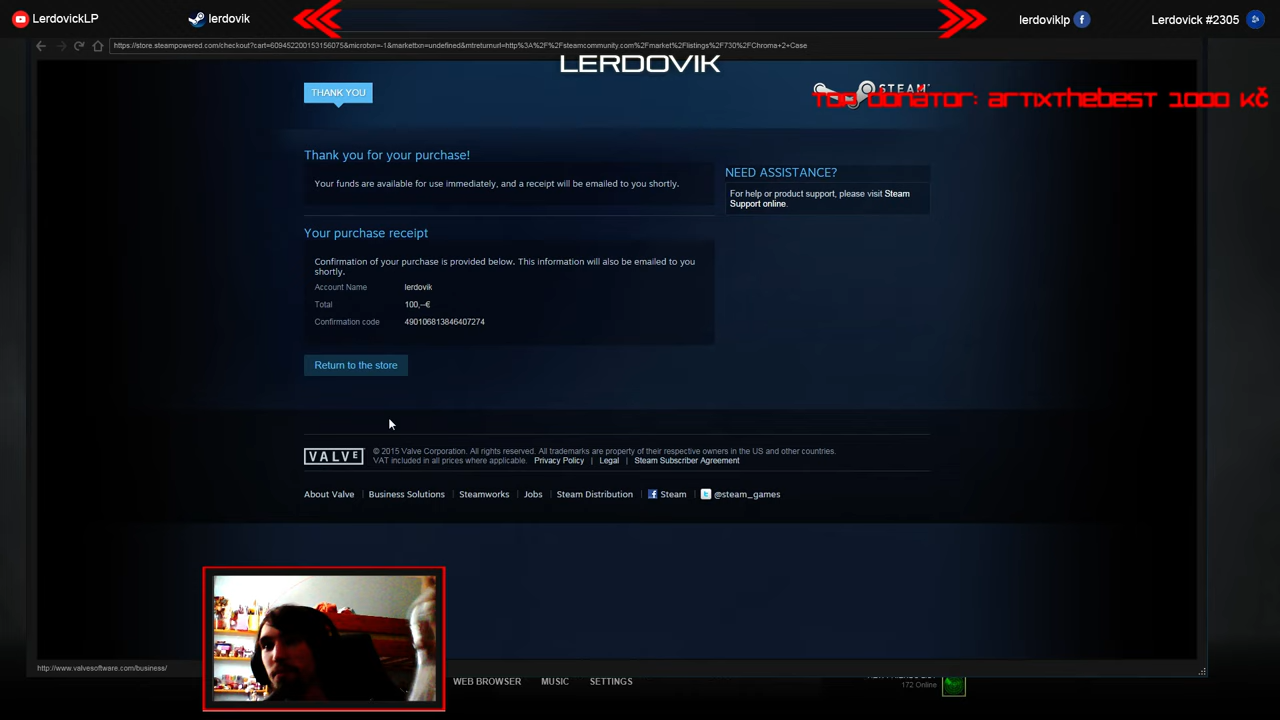 LerdovickLP
lerdovik
lerdoviklp
Lerdovick #2305
https://store.steampowered.com/checkout?cart=609452200153156075&microtxn=-1&markettxn=undefined&mtreturnurl=http%3A%2F%2Fsteamcommunity.com%2Fmarket%2Flistings%2F730%2FChroma+2+Case
LERDOVIK
THANK YOU
STEAM
TOP DONATOR: ARTIXTHEBEST 1000 KČ
Thank you for your purchase!
Your funds are available for use immediately, and a receipt will be emailed to you shortly.
NEED ASSISTANCE?
For help or product support, please visit Steam
Support online.
Your purchase receipt
Confirmation of your purchase is provided below. This information will also be emailed to you
shortly.
Account Name lerdovik
Total 100,--€
Confirmation code 490106813846407274
Return to the store
VALVE
© 2015 Valve Corporation. All rights reserved. All trademarks are property of their respective owners in the US and other countries.
VAT included in all prices where applicable. Privacy Policy | Legal | Steam Subscriber Agreement
About Valve | Business Solutions | Steamworks | Jobs | Steam Distribution | Steam | @steam_games
http://www.valvesoftware.com/business/
WEB BROWSER MUSIC SETTINGS
172 Online